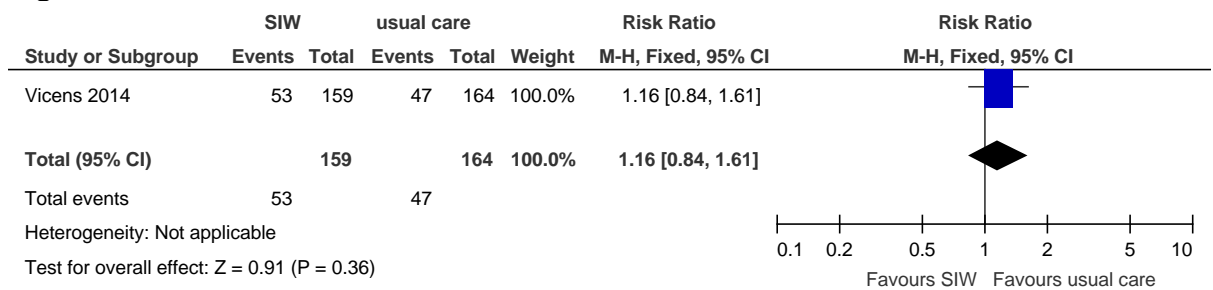 SIW usual care Risk Ratio Risk Ratio
Study or Subgroup Events Total Events Total Weight M-H, Fixed, 95% CI M-H, Fixed, 95% CI
Vicens 2014 53 159 47 164 100.0% 1.16 [0.84, 1.61]
Total (95% CI) 159 164 100.0% 1.16 [0.84, 1.61]
Total events 53 47
Heterogeneity: Not applicable
Test for overall effect: Z = 0.91 (P = 0.36)
0.1 0.2 0.5 1 2 5 10
Favours SIW Favours usual care